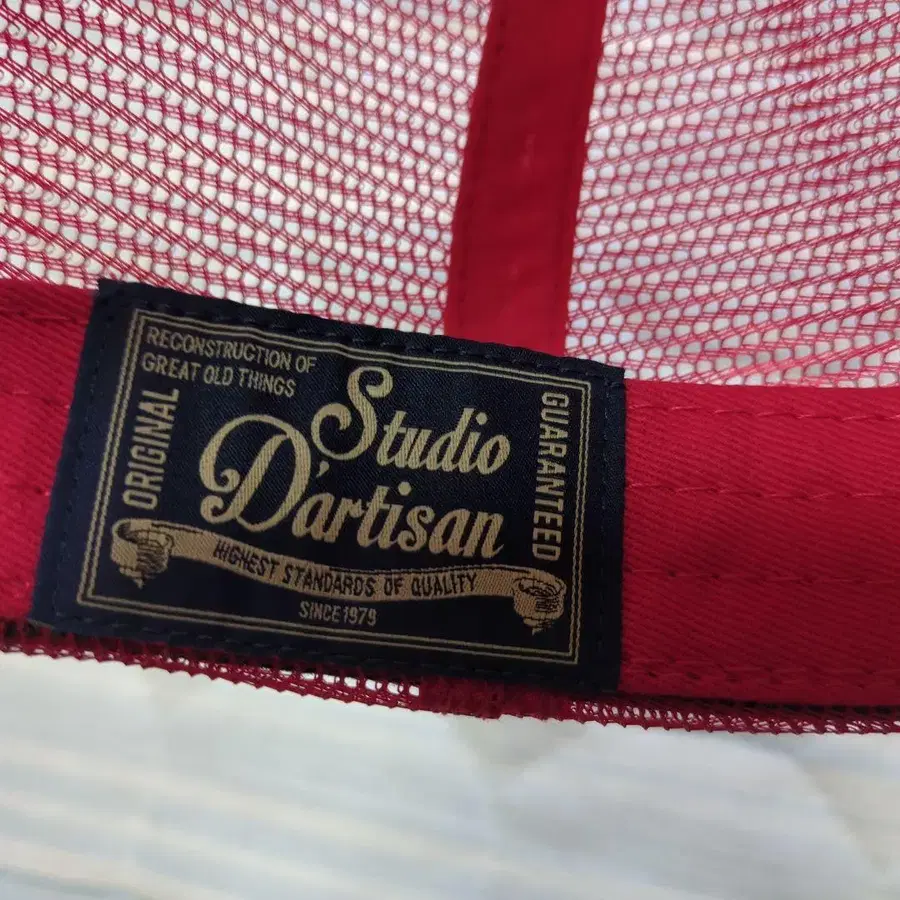 RECONSTRUCTION OF
GREAT OLD THINGS
ORIGINAL
Studio
D'artisan
GUARANTEED
HIGHEST STANDARDS OF QUALITY
SINCE 1979